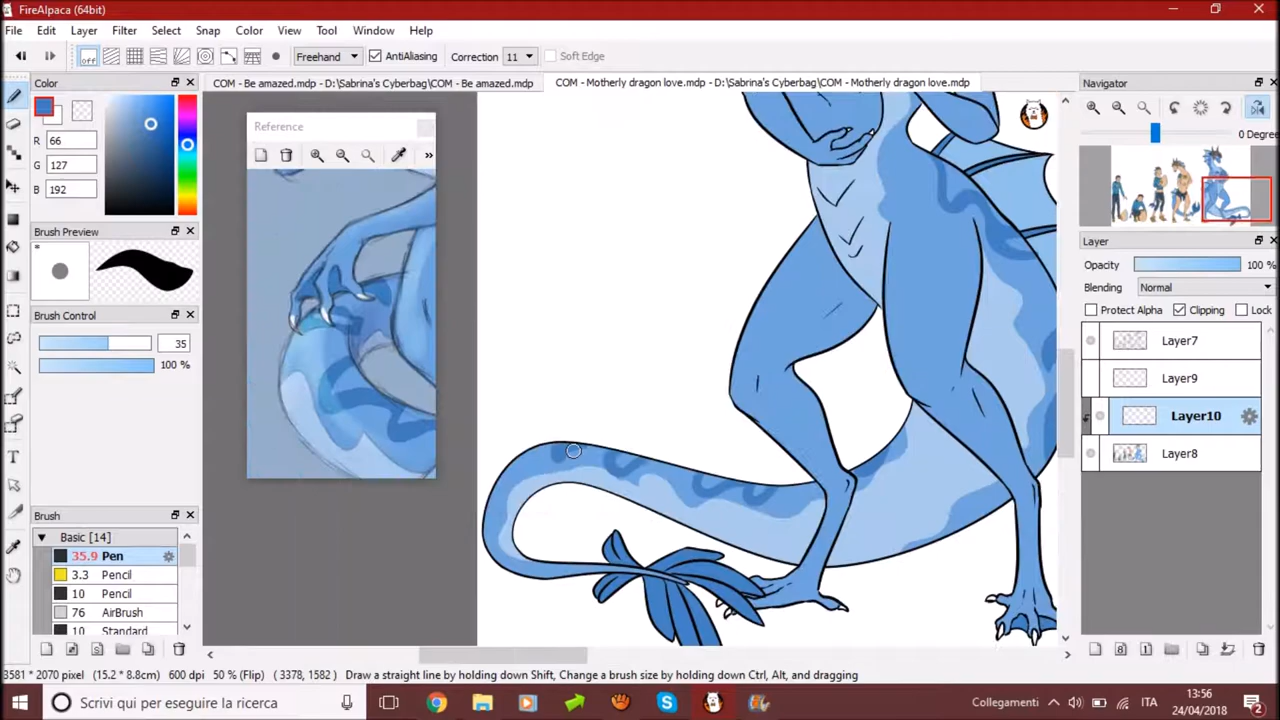 FireAlpaca (64bit)
File Edit Layer Filter Select Snap Color View Tool Window Help
off Freehand AntiAliasing Correction 11 Soft Edge
Color
R 66
G 127
B 192
Brush Preview
*
Brush Control
35
100 %
Brush
Basic [14]
35.9 Pen
3.3 Pencil
10 Pencil
76 AirBrush
10 Standard
COM - Be amazed.mdp - D:\Sabrina's Cyberbag\COM - Be amazed.mdp
COM - Motherly dragon love.mdp - D:\Sabrina's Cyberbag\COM - Motherly dragon love.mdp
Reference
»
Navigator
0 Degree
Layer
Opacity 100 %
Blending Normal
Protect Alpha Clipping Lock
Layer7
Layer9
Layer10
Layer8
3581 * 2070 pixel (15.2 * 8.8cm) 600 dpi 50 % (Flip) ( 3378, 1582 ) Draw a straight line by holding down Shift, Change a brush size by holding down Ctrl, Alt, and dragging
Scrivi qui per eseguire la ricerca
Collegamenti ITA
13:56
24/04/2018
2